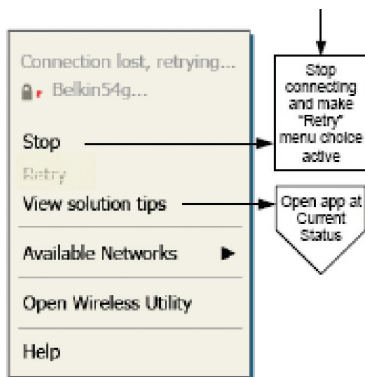 Connection lost, retrying...
Belkin54g...
Stop
Retry
View solution tips
Available Networks
Open Wireless Utility
Help
Stop
connecting
and make
"Retry"
menu choice
active
Open app at
Current
Status